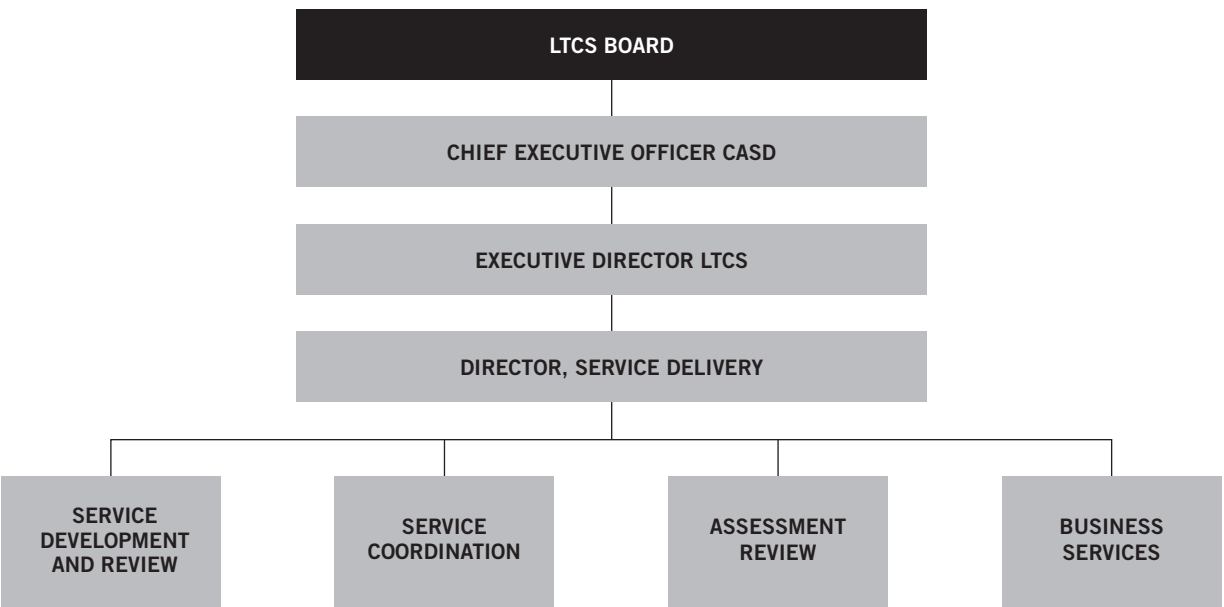 LTCS BOARD
CHIEF EXECUTIVE OFFICER CASD
EXECUTIVE DIRECTOR LTCS
DIRECTOR, SERVICE DELIVERY
SERVICE
DEVELOPMENT
AND REVIEW
SERVICE
COORDINATION
ASSESSMENT
REVIEW
BUSINESS
SERVICES